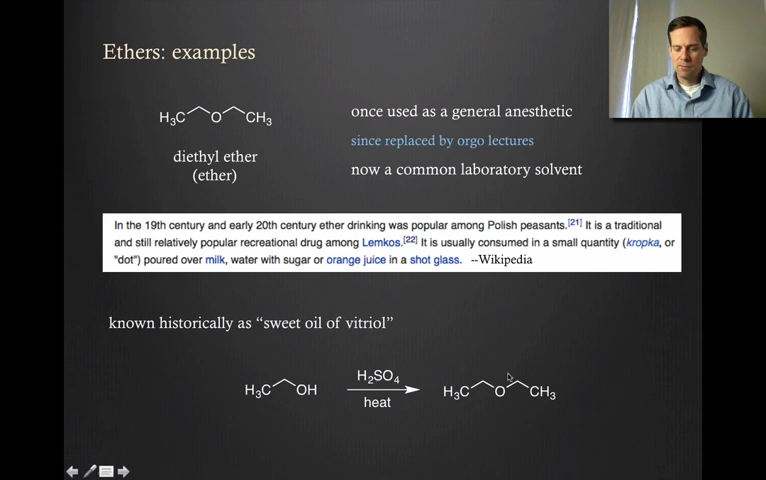 Ethers: examples
H₃C O CH₃
diethyl ether
(ether)
once used as a general anesthetic
since replaced by orgo lectures
now a common laboratory solvent
In the 19th century and early 20th century ether drinking was popular among Polish peasants.[21] It is a traditional
and still relatively popular recreational drug among Lemkos.[22] It is usually consumed in a small quantity (kropka, or
"dot") poured over milk, water with sugar or orange juice in a shot glass. --Wikipedia
known historically as “sweet oil of vitriol”
H₃C OH
H₂SO₄
heat
H₃C O CH₃